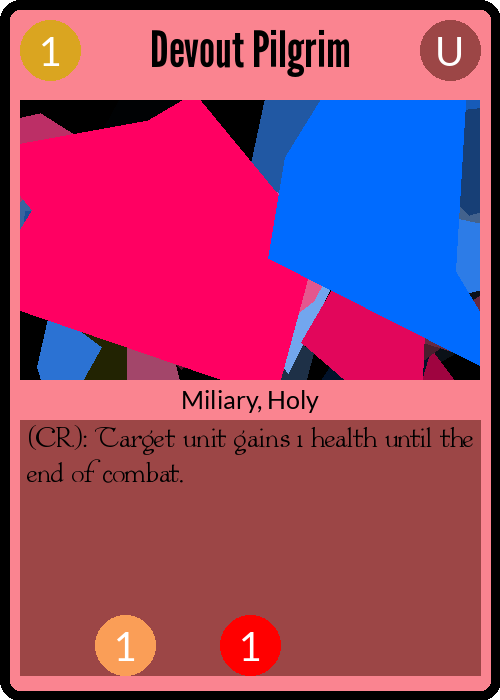 1 Devout Pilgrim U
Miliary, Holy
(CR): Target unit gains 1 health until the
end of combat.
1 1